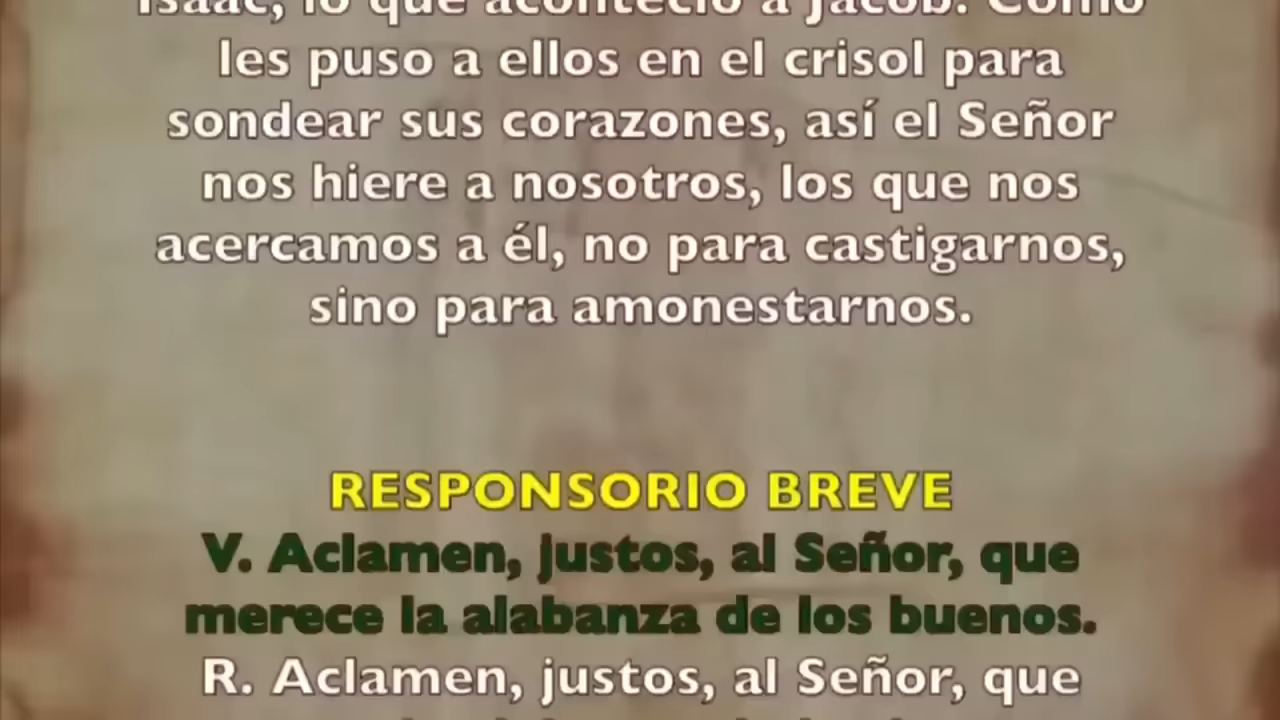 Isaac, lo que aconteció a Jacob. Como
les puso a ellos en el crisol para
sondear sus corazones, así el Señor
nos hiere a nosotros, los que nos
acercamos a él, no para castigarnos,
sino para amonestarnos.
RESPONSORIO BREVE
V. Aclamen, justos, al Señor, que
merece la alabanza de los buenos.
R. Aclamen, justos, al Señor, que